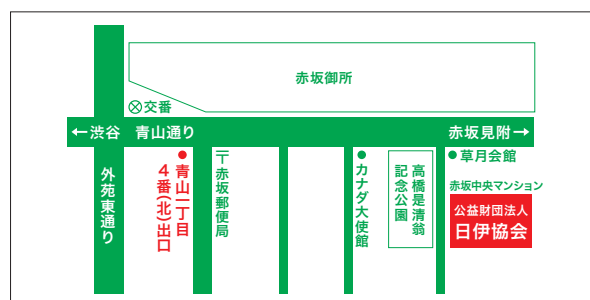 赤坂御所
交番
←渋谷 青山通り
赤坂見附→
外苑東通り
青山一丁目
4番(北)出口
〒赤坂郵便局
カナダ大使館
高橋是清翁
記念公園
草月会館
赤坂中央マンション
公益財団法人
日伊協会